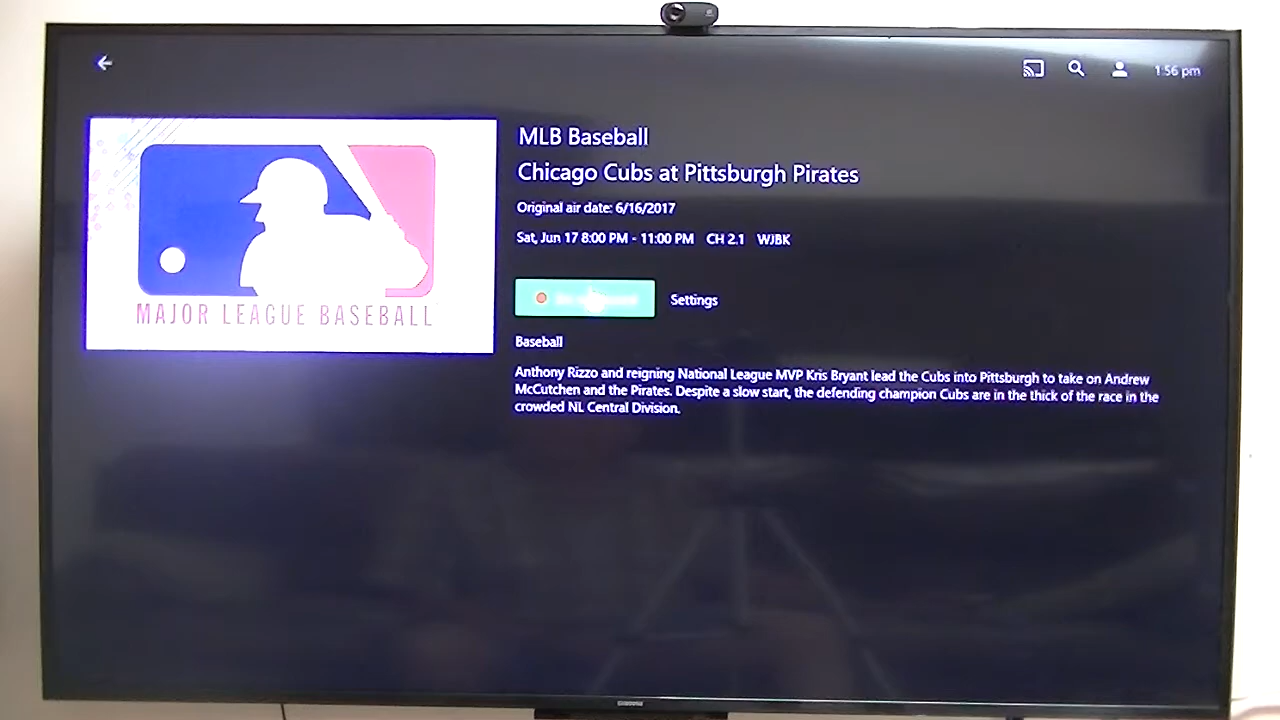 1:56 pm
MLB Baseball
Chicago Cubs at Pittsburgh Pirates
Original air date: 6/16/2017
Sat, Jun 17 8:00 PM - 11:00 PM CH 2.1 WJBK
Settings
MAJOR LEAGUE BASEBALL
Baseball
Anthony Rizzo and reigning National League MVP Kris Bryant lead the Cubs into Pittsburgh to take on Andrew
McCutchen and the Pirates. Despite a slow start, the defending champion Cubs are in the thick of the race in the
crowded NL Central Division.
SAMSUNG